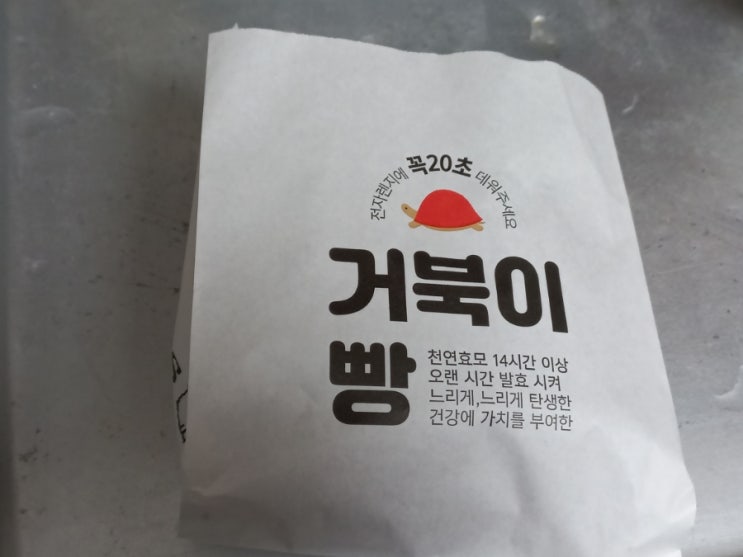 전자렌지에 꼭20초 데워주세요
거북이
빵
천연효모 14시간 이상
오랜 시간 발효 시켜
느리게,느리게 탄생한
건강에 가치를 부여한